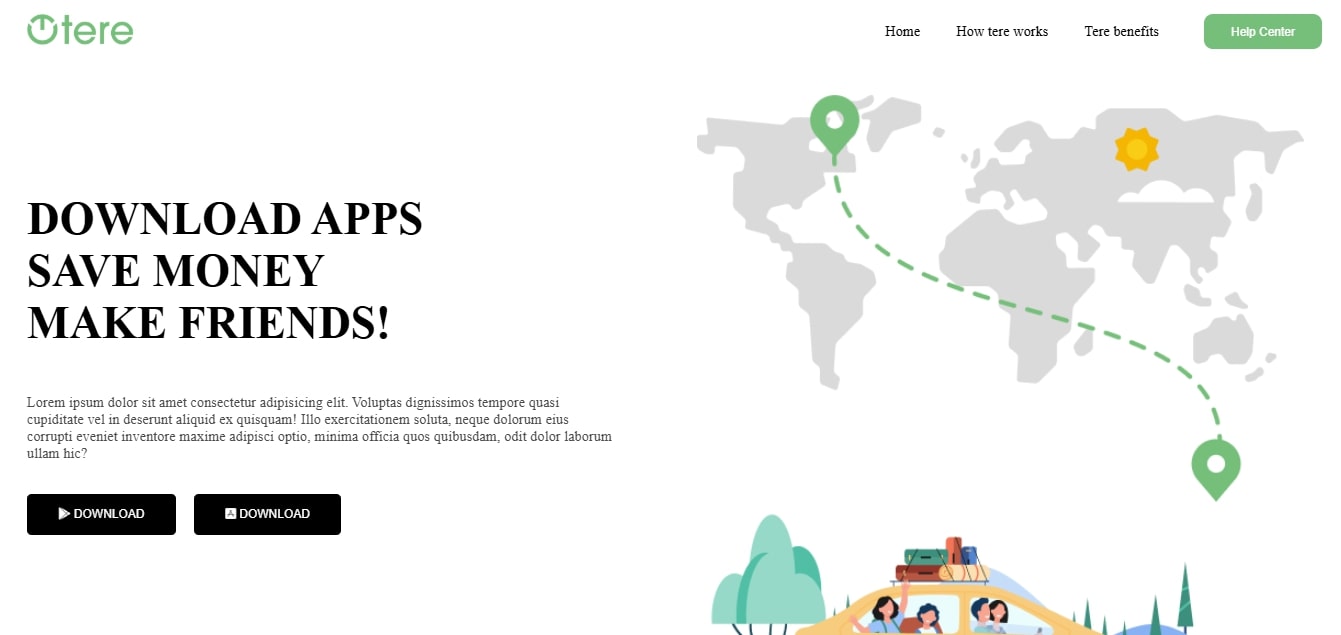 tere
Home How tere works Tere benefits Help Center
DOWNLOAD APPS
SAVE MONEY
MAKE FRIENDS!
Lorem ipsum dolor sit amet consectetur adipisicing elit. Voluptas dignissimos tempore quasi
cupiditate vel in deserunt aliquid ex quisquam! Illo exercitationem soluta, neque dolorum eius
corrupti eveniet inventore maxime adipisci optio, minima officia quos quibusdam, odit dolor laborum
ullam hic?
DOWNLOAD DOWNLOAD